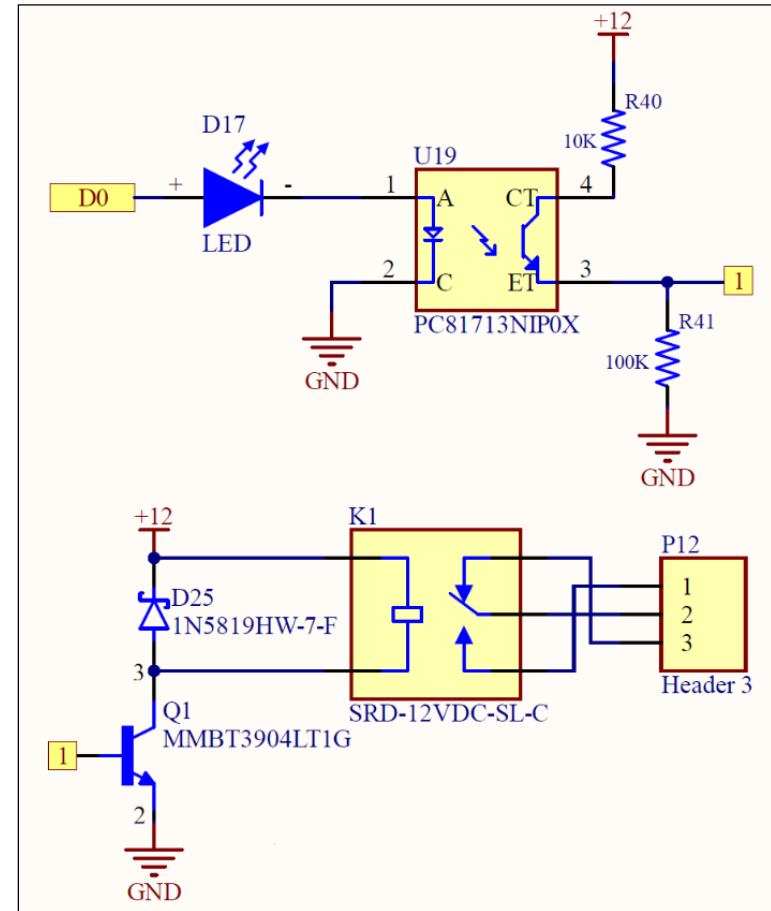 +12
R40
10K
D17
U19
D0
+
-
1
A
CT
4
LED
2
C
ET
3
1
PC81713NIP0X
R41
100K
GND
GND
+12
K1
P12
D25
1N5819HW-7-F
1
2
3
3
Q1
MMBT3904LT1G
SRD-12VDC-SL-C
Header 3
1
2
GND